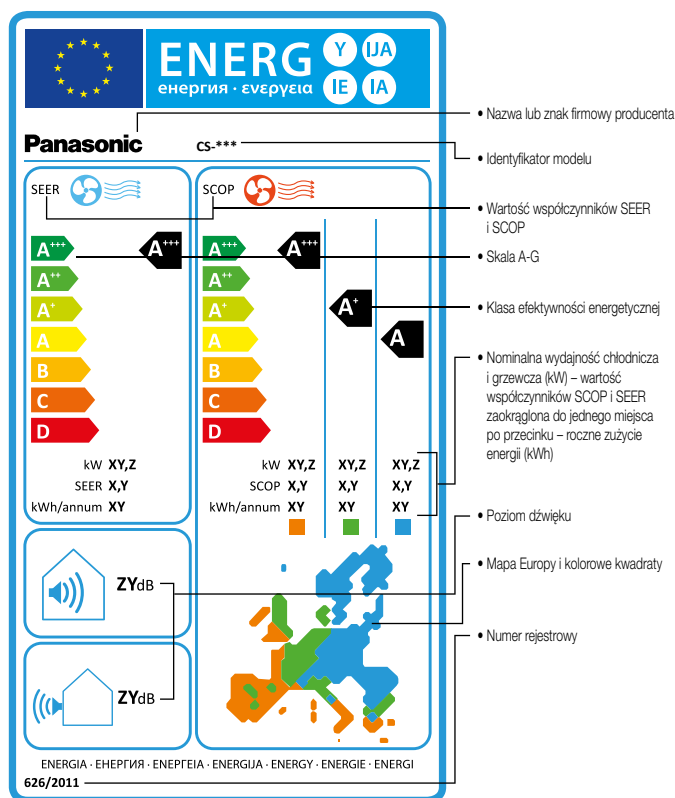 ENERG
енергия · ενεργεια
Y
IJA
IE
IA
Panasonic
CS-***
SEER
A+++
A++
A+
A
B
C
D
A+++
kW XY,Z
SEER X,Y
kWh/annum XY
SCOP
A+++
A++
A+
A
B
C
D
A+++
A+
A
kW XY,Z XY,Z XY,Z
SCOP X,Y X,Y X,Y
kWh/annum XY XY XY
ZYdB
ZYdB
ENERGIA · ЕНЕРГИЯ · ΕΝΕΡΓΕΙΑ · ENERGIJA · ENERGY · ENERGIE · ENERGI
626/2011
• Nazwa lub znak firmowy producenta
• Identyfikator modelu
• Wartość współczynników SEER
i SCOP
• Skala A-G
• Klasa efektywności energetycznej
• Nominalna wydajność chłodnicza
i grzewcza (kW) – wartość
współczynników SCOP i SEER
zaokrąglona do jednego miejsca
po przecinku – roczne zużycie
energii (kWh)
• Poziom dźwięku
• Mapa Europy i kolorowe kwadraty
• Numer rejestrowy